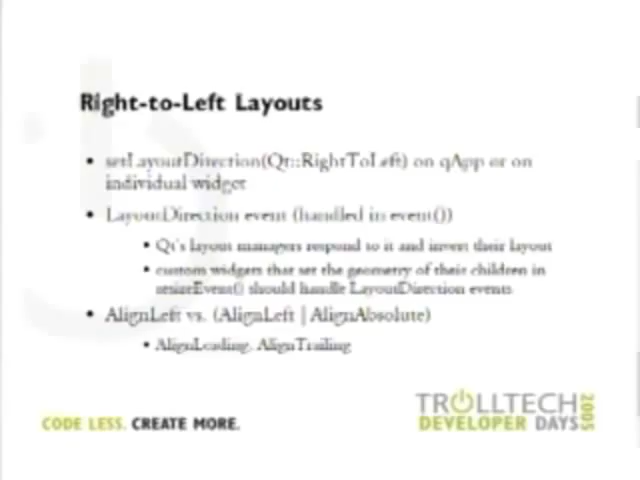 Right-to-Left Layouts
• setLayoutDirection(Qt::RightToLeft) on qApp or on
individual widget
• LayoutDirection event (handled in event())
• Qt's layout managers respond to it and invert their layout
• custom widgets that set the geometry of their children in
resizeEvent() should handle LayoutDirection events
• AlignLeft vs. (AlignLeft | AlignAbsolute)
• AlignLeading, AlignTrailing
CODE LESS. CREATE MORE.
TROLLTECH
DEVELOPER DAYS 2005